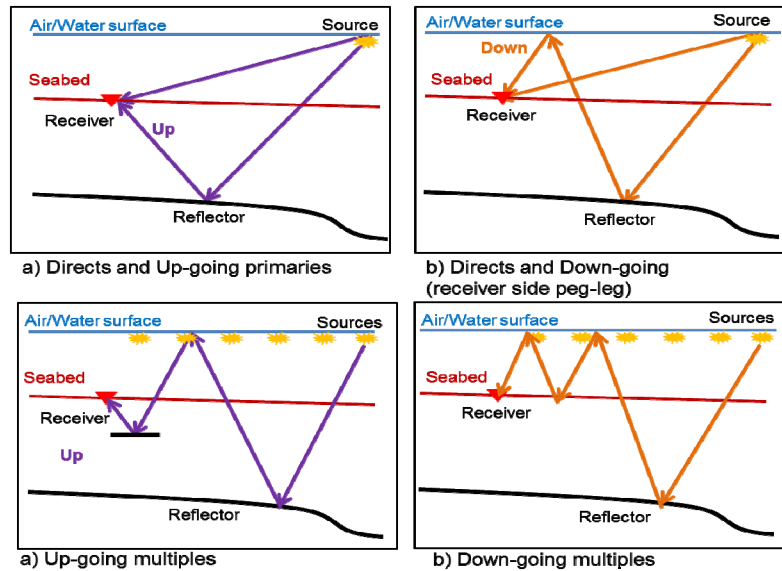 Air/Water surface
Source
Seabed
Receiver
Up
Reflector
a) Directs and Up-going primaries
Air/Water surface
Source
Down
Seabed
Receiver
Reflector
b) Directs and Down-going
(receiver side peg-leg)
Air/Water surface
Sources
Seabed
Receiver
Up
Reflector
a) Up-going multiples
Air/Water surface
Sources
Seabed
Receiver
Reflector
b) Down-going multiples